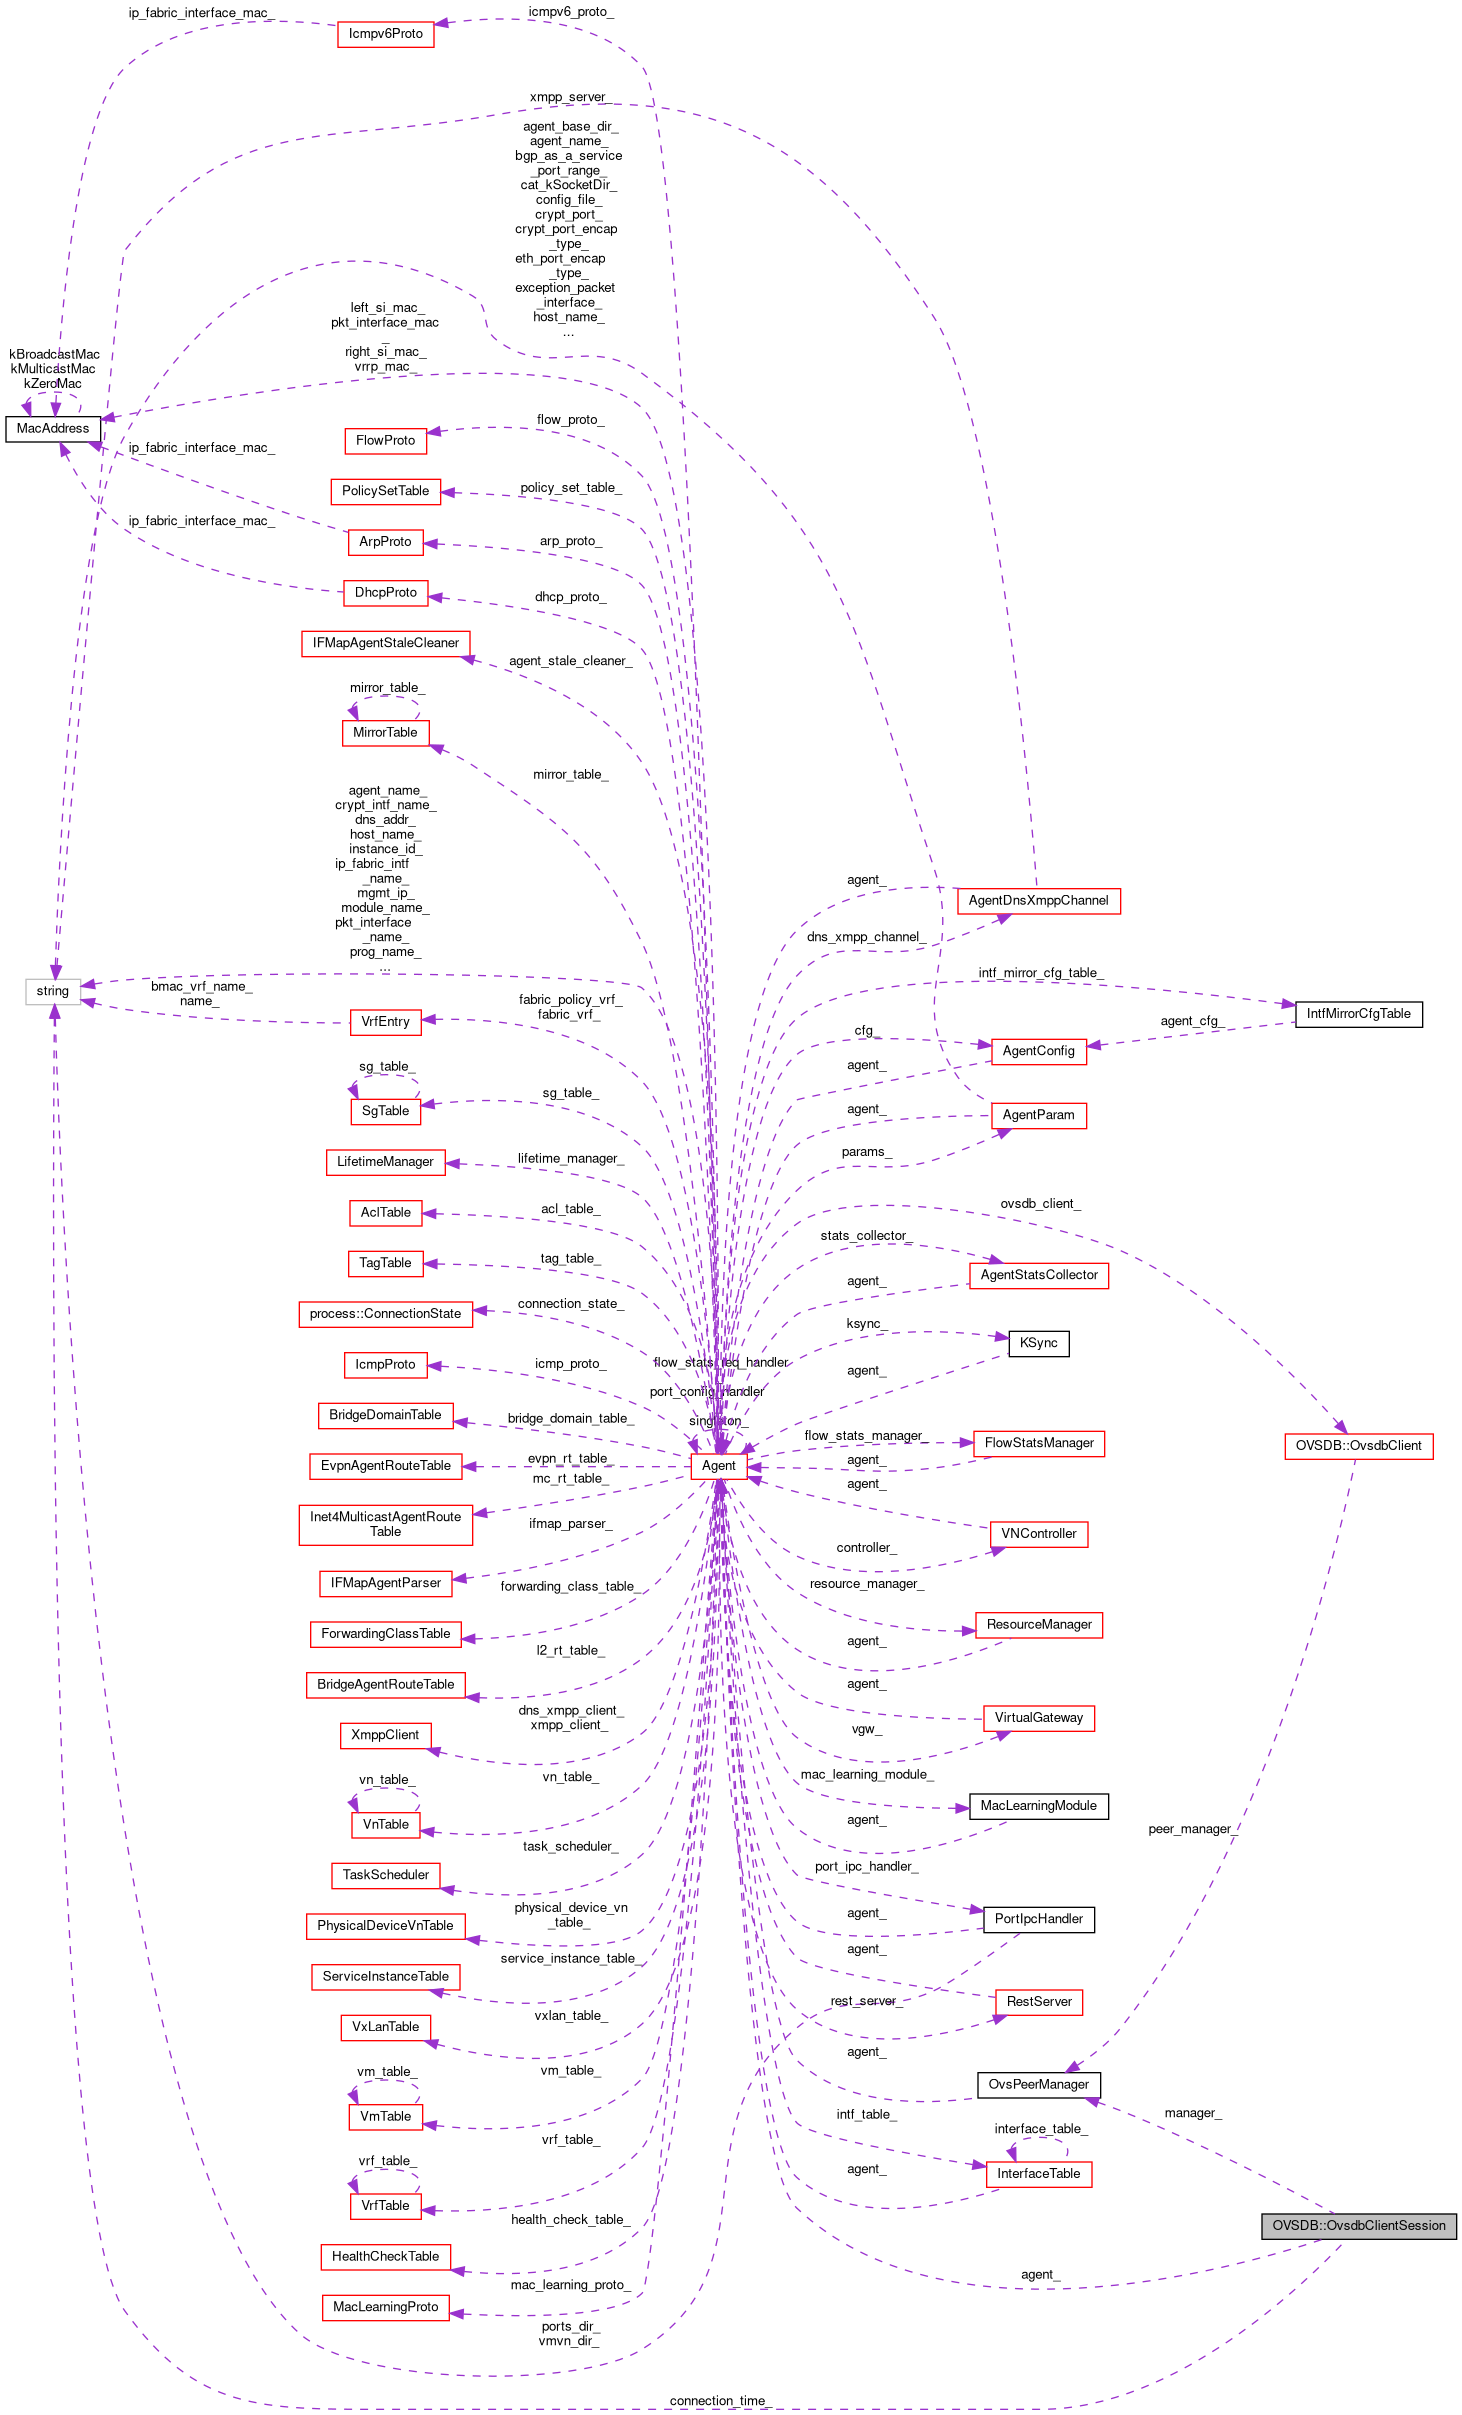 icmpv6_proto_
ip_fabric_interface_mac_
Icmpv6Proto
xmpp_server_
agent_base_dir_
agent_name_
bgp_as_a_service
_port_range_
cat_kSocketDir_
config_file_
crypt_port_
crypt_port_encap
_type_
eth_port_encap
_type_
exception_packet
_interface_
host_name_
...
left_si_mac_
pkt_interface_mac
_
right_si_mac_
vrrp_mac_
kBroadcastMac
kMulticastMac
kZeroMac
MacAddress
flow_proto_
FlowProto
ip_fabric_interface_mac_
policy_set_table_
PolicySetTable
ip_fabric_interface_mac_
arp_proto_
ArpProto
dhcp_proto_
DhcpProto
IFMapAgentStaleCleaner
agent_stale_cleaner_
mirror_table_
MirrorTable
mirror_table_
agent_name_
crypt_intf_name_
dns_addr_
host_name_
instance_id_
ip_fabric_intf
_name_
mgmt_ip_
module_name_
pkt_interface
_name_
prog_name_
...
agent_
AgentDnsXmppChannel
dns_xmpp_channel_
intf_mirror_cfg_table_
string
bmac_vrf_name_
name_
fabric_policy_vrf_
fabric_vrf_
VrfEntry
IntfMirrorCfgTable
agent_cfg_
cfg_
AgentConfig
agent_
sg_table_
SgTable
sg_table_
agent_
AgentParam
params_
lifetime_manager_
LifetimeManager
acl_table_
AclTable
ovsdb_client_
stats_collector_
tag_table_
TagTable
AgentStatsCollector
agent_
connection_state_
process::ConnectionState
ksync_
KSync
icmp_proto_
IcmpProto
flow_stats_req_handler
_
agent_
port_config_handler
_
bridge_domain_table_
BridgeDomainTable
singleton_
flow_stats_manager_
FlowStatsManager
OVSDB::OvsdbClient
evpn_rt_table_
EvpnAgentRouteTable
Agent
agent_
mc_rt_table_
agent_
Inet4MulticastAgentRoute
Table
ifmap_parser_
VNController
controller_
IFMapAgentParser
forwarding_class_table_
resource_manager_
ForwardingClassTable
ResourceManager
l2_rt_table_
agent_
BridgeAgentRouteTable
agent_
dns_xmpp_client_
xmpp_client_
XmppClient
VirtualGateway
vgw_
vn_table_
vn_table_
mac_learning_module_
MacLearningModule
VnTable
agent_
peer_manager_
task_scheduler_
TaskScheduler
port_ipc_handler_
physical_device_vn
_table_
PhysicalDeviceVnTable
agent_
PortIpcHandler
service_instance_table_
agent_
ServiceInstanceTable
rest_server_
RestServer
vxlan_table_
VxLanTable
agent_
vm_table_
vm_table_
OvsPeerManager
VmTable
intf_table_
manager_
vrf_table_
interface_table_
vrf_table_
agent_
InterfaceTable
VrfTable
health_check_table_
OVSDB::OvsdbClientSession
HealthCheckTable
agent_
mac_learning_proto_
MacLearningProto
ports_dir_
vmvn_dir_
connection_time_